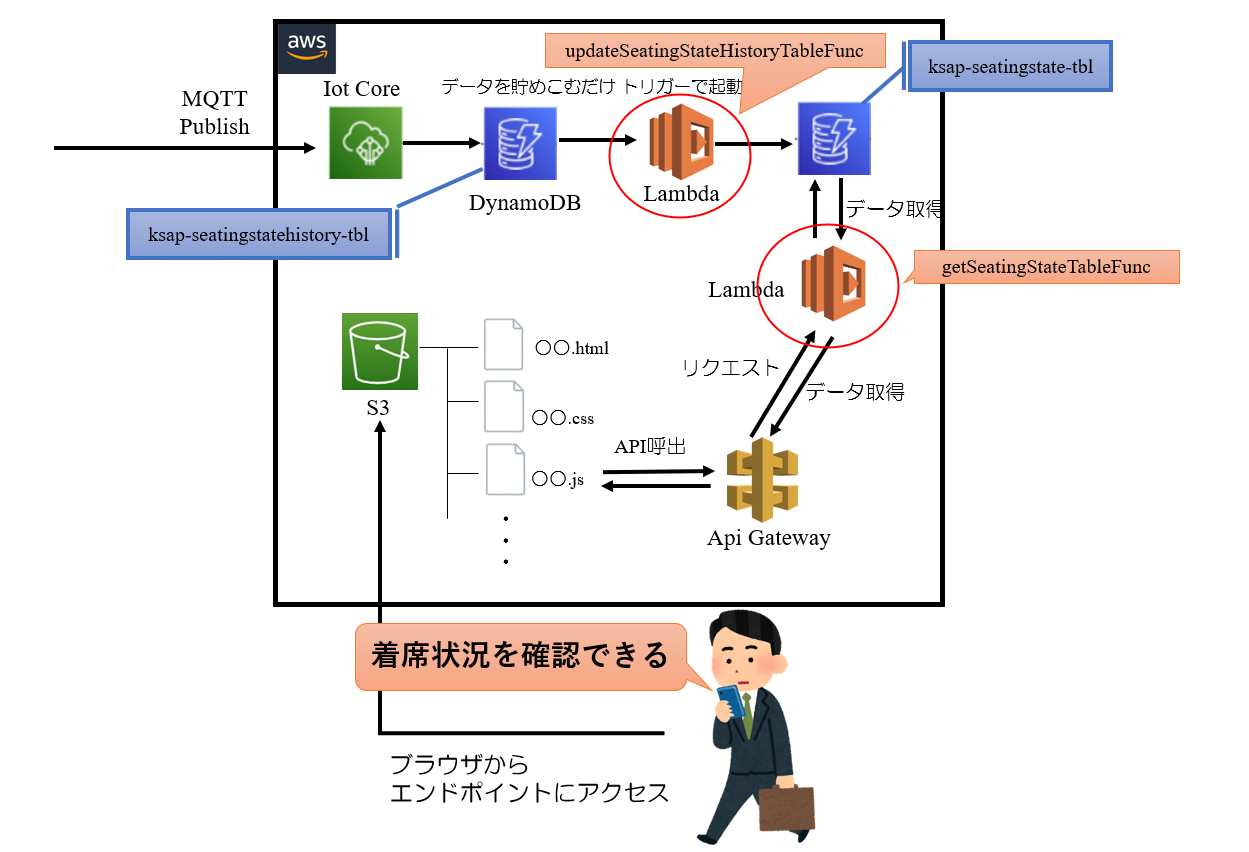 aws
updateSeatingStateHistoryTableFunc
ksap-seatingstate-tbl
MQTT
Publish
Iot Core
データを貯めこむだけ
トリガーで起動
DynamoDB
Lambda
データ取得
ksap-seatingstatehistory-tbl
Lambda
getSeatingStateTableFunc
〇〇.html
リクエスト
データ取得
S3
〇〇.css
API呼出
〇〇.js
Api Gateway
着席状況を確認できる
ブラウザから
エンドポイントにアクセス